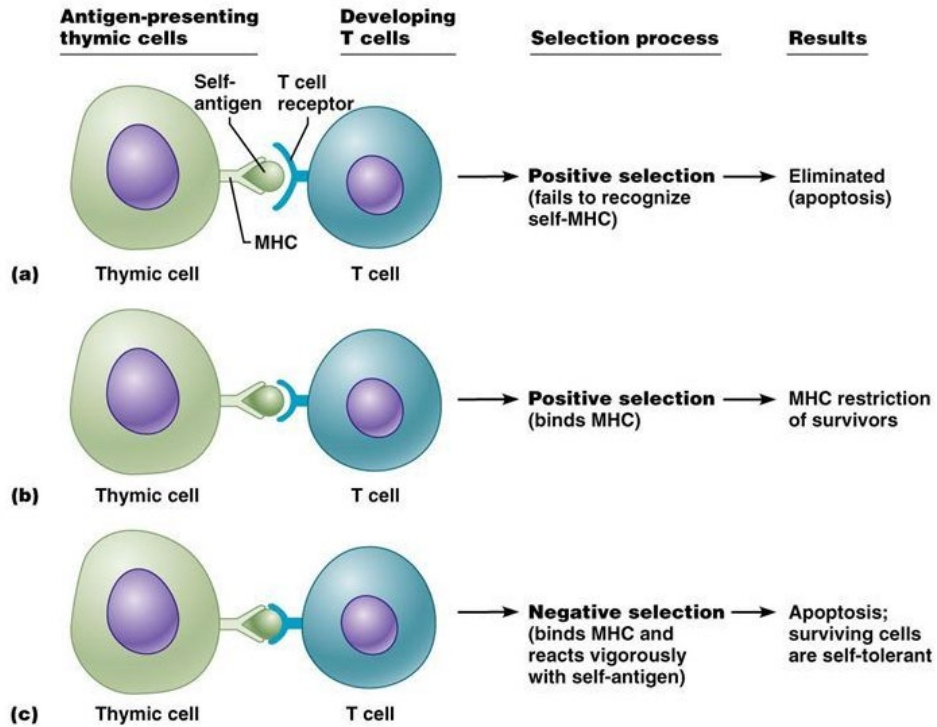 Antigen-presenting
thymic cells
Developing
T cells
Selection process
Results
Self-
antigen
T cell
receptor
MHC
Positive selection
(fails to recognize
self-MHC)
Eliminated
(apoptosis)
(a)
Thymic cell
T cell
Positive selection
(binds MHC)
MHC restriction
of survivors
(b)
Thymic cell
T cell
Negative selection
(binds MHC and
reacts vigorously
with self-antigen)
Apoptosis;
surviving cells
are self-tolerant
(c)
Thymic cell
T cell